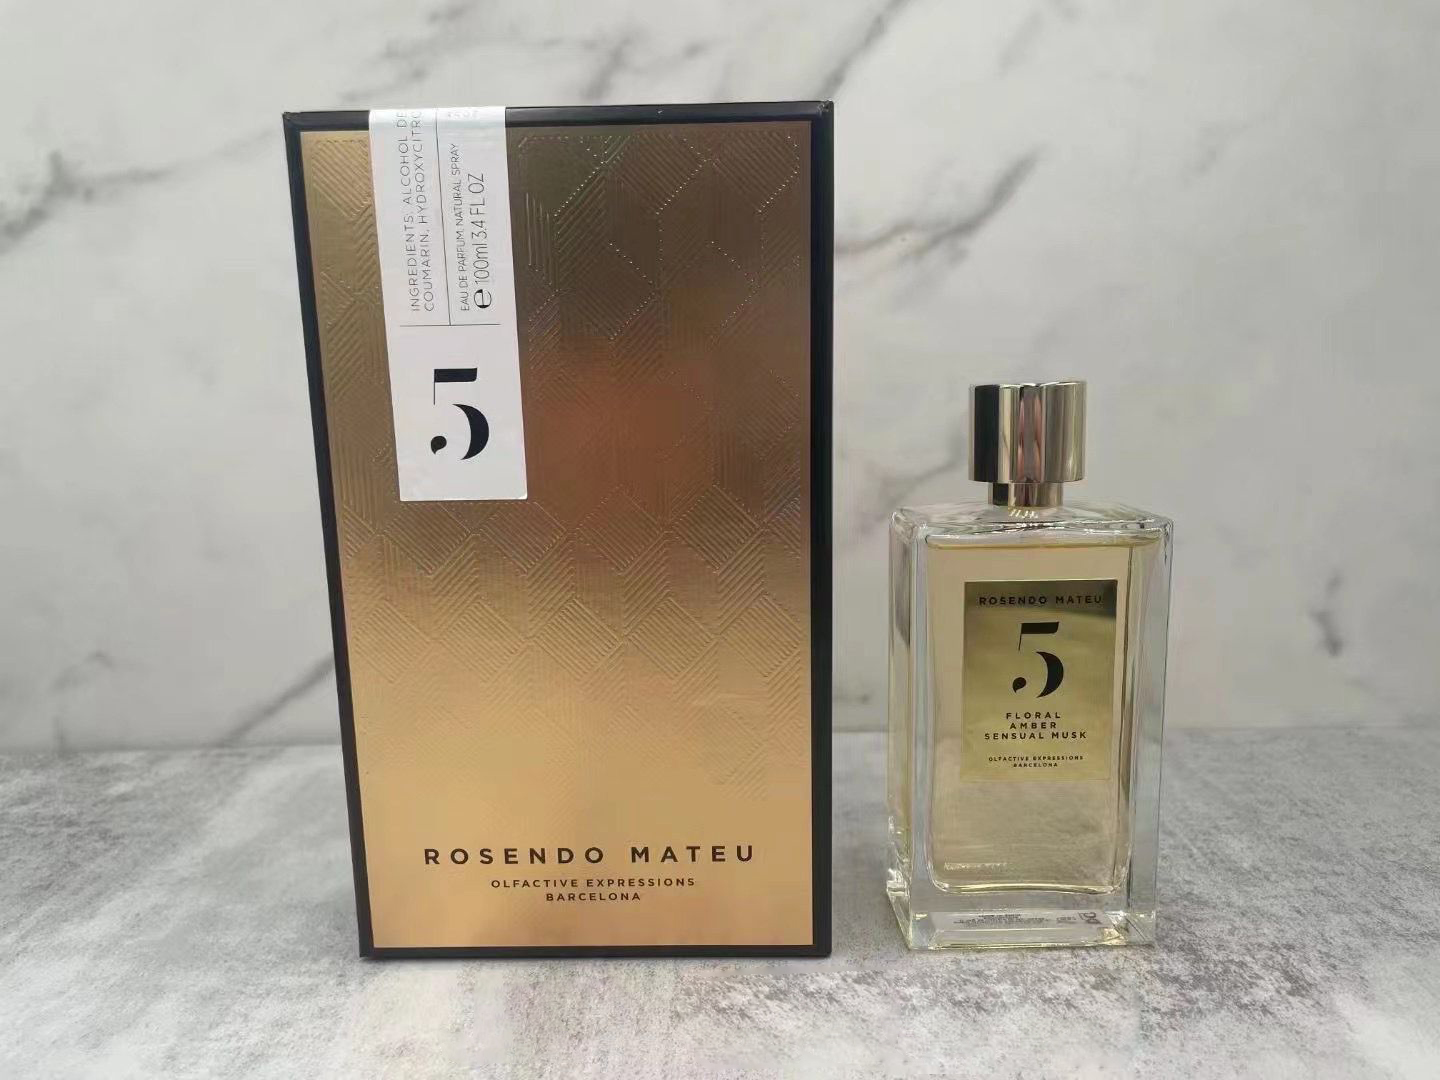 INGREDIENTS: ALCOHOL DE
COUMARIN, HYDROXYCITRO
EAU DE PARFUM, NATURAL SPRAY
e 100ml 3.4 FL OZ
5
ROSENDO MATEU
OLFACTIVE EXPRESSIONS
BARCELONA
ROSENDO MATEU
5
FLORAL
AMBER
SENSUAL MUSK
OLFACTIVE EXPRESSIONS
BARCELONA